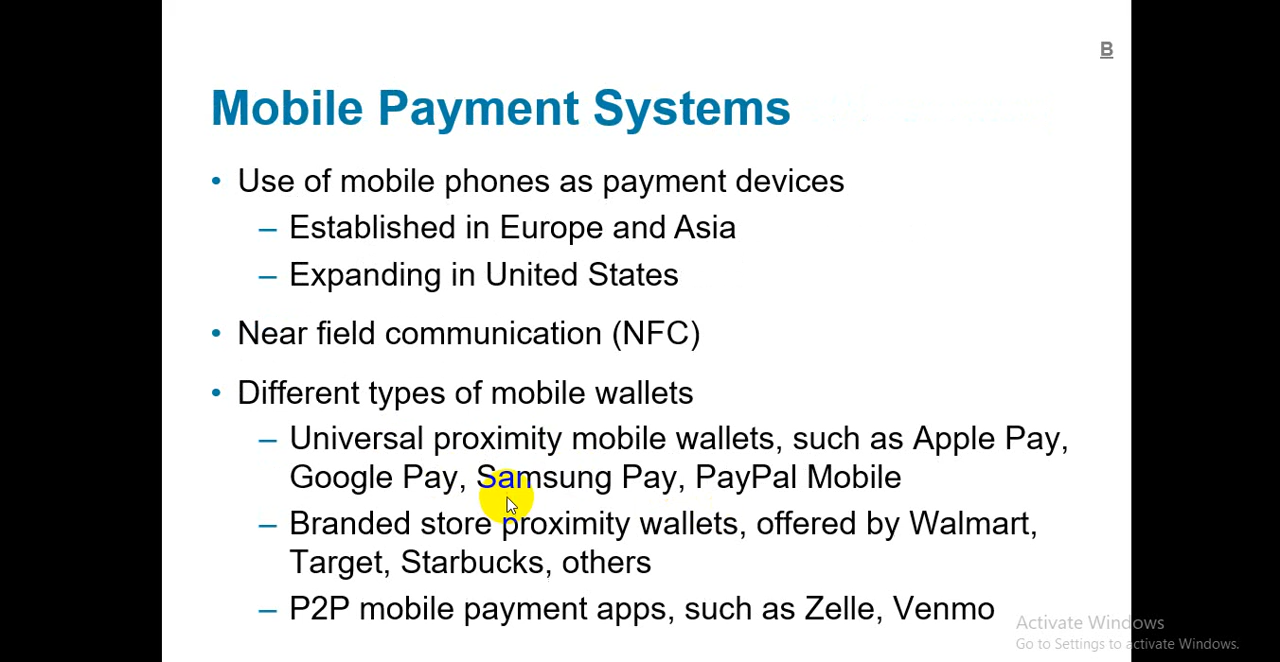 B
Mobile Payment Systems
• Use of mobile phones as payment devices
– Established in Europe and Asia
– Expanding in United States
• Near field communication (NFC)
• Different types of mobile wallets
– Universal proximity mobile wallets, such as Apple Pay,
Google Pay, Samsung Pay, PayPal Mobile
– Branded store proximity wallets, offered by Walmart,
Target, Starbucks, others
– P2P mobile payment apps, such as Zelle, Venmo
Activate Windows
Go to Settings to activate Windows.